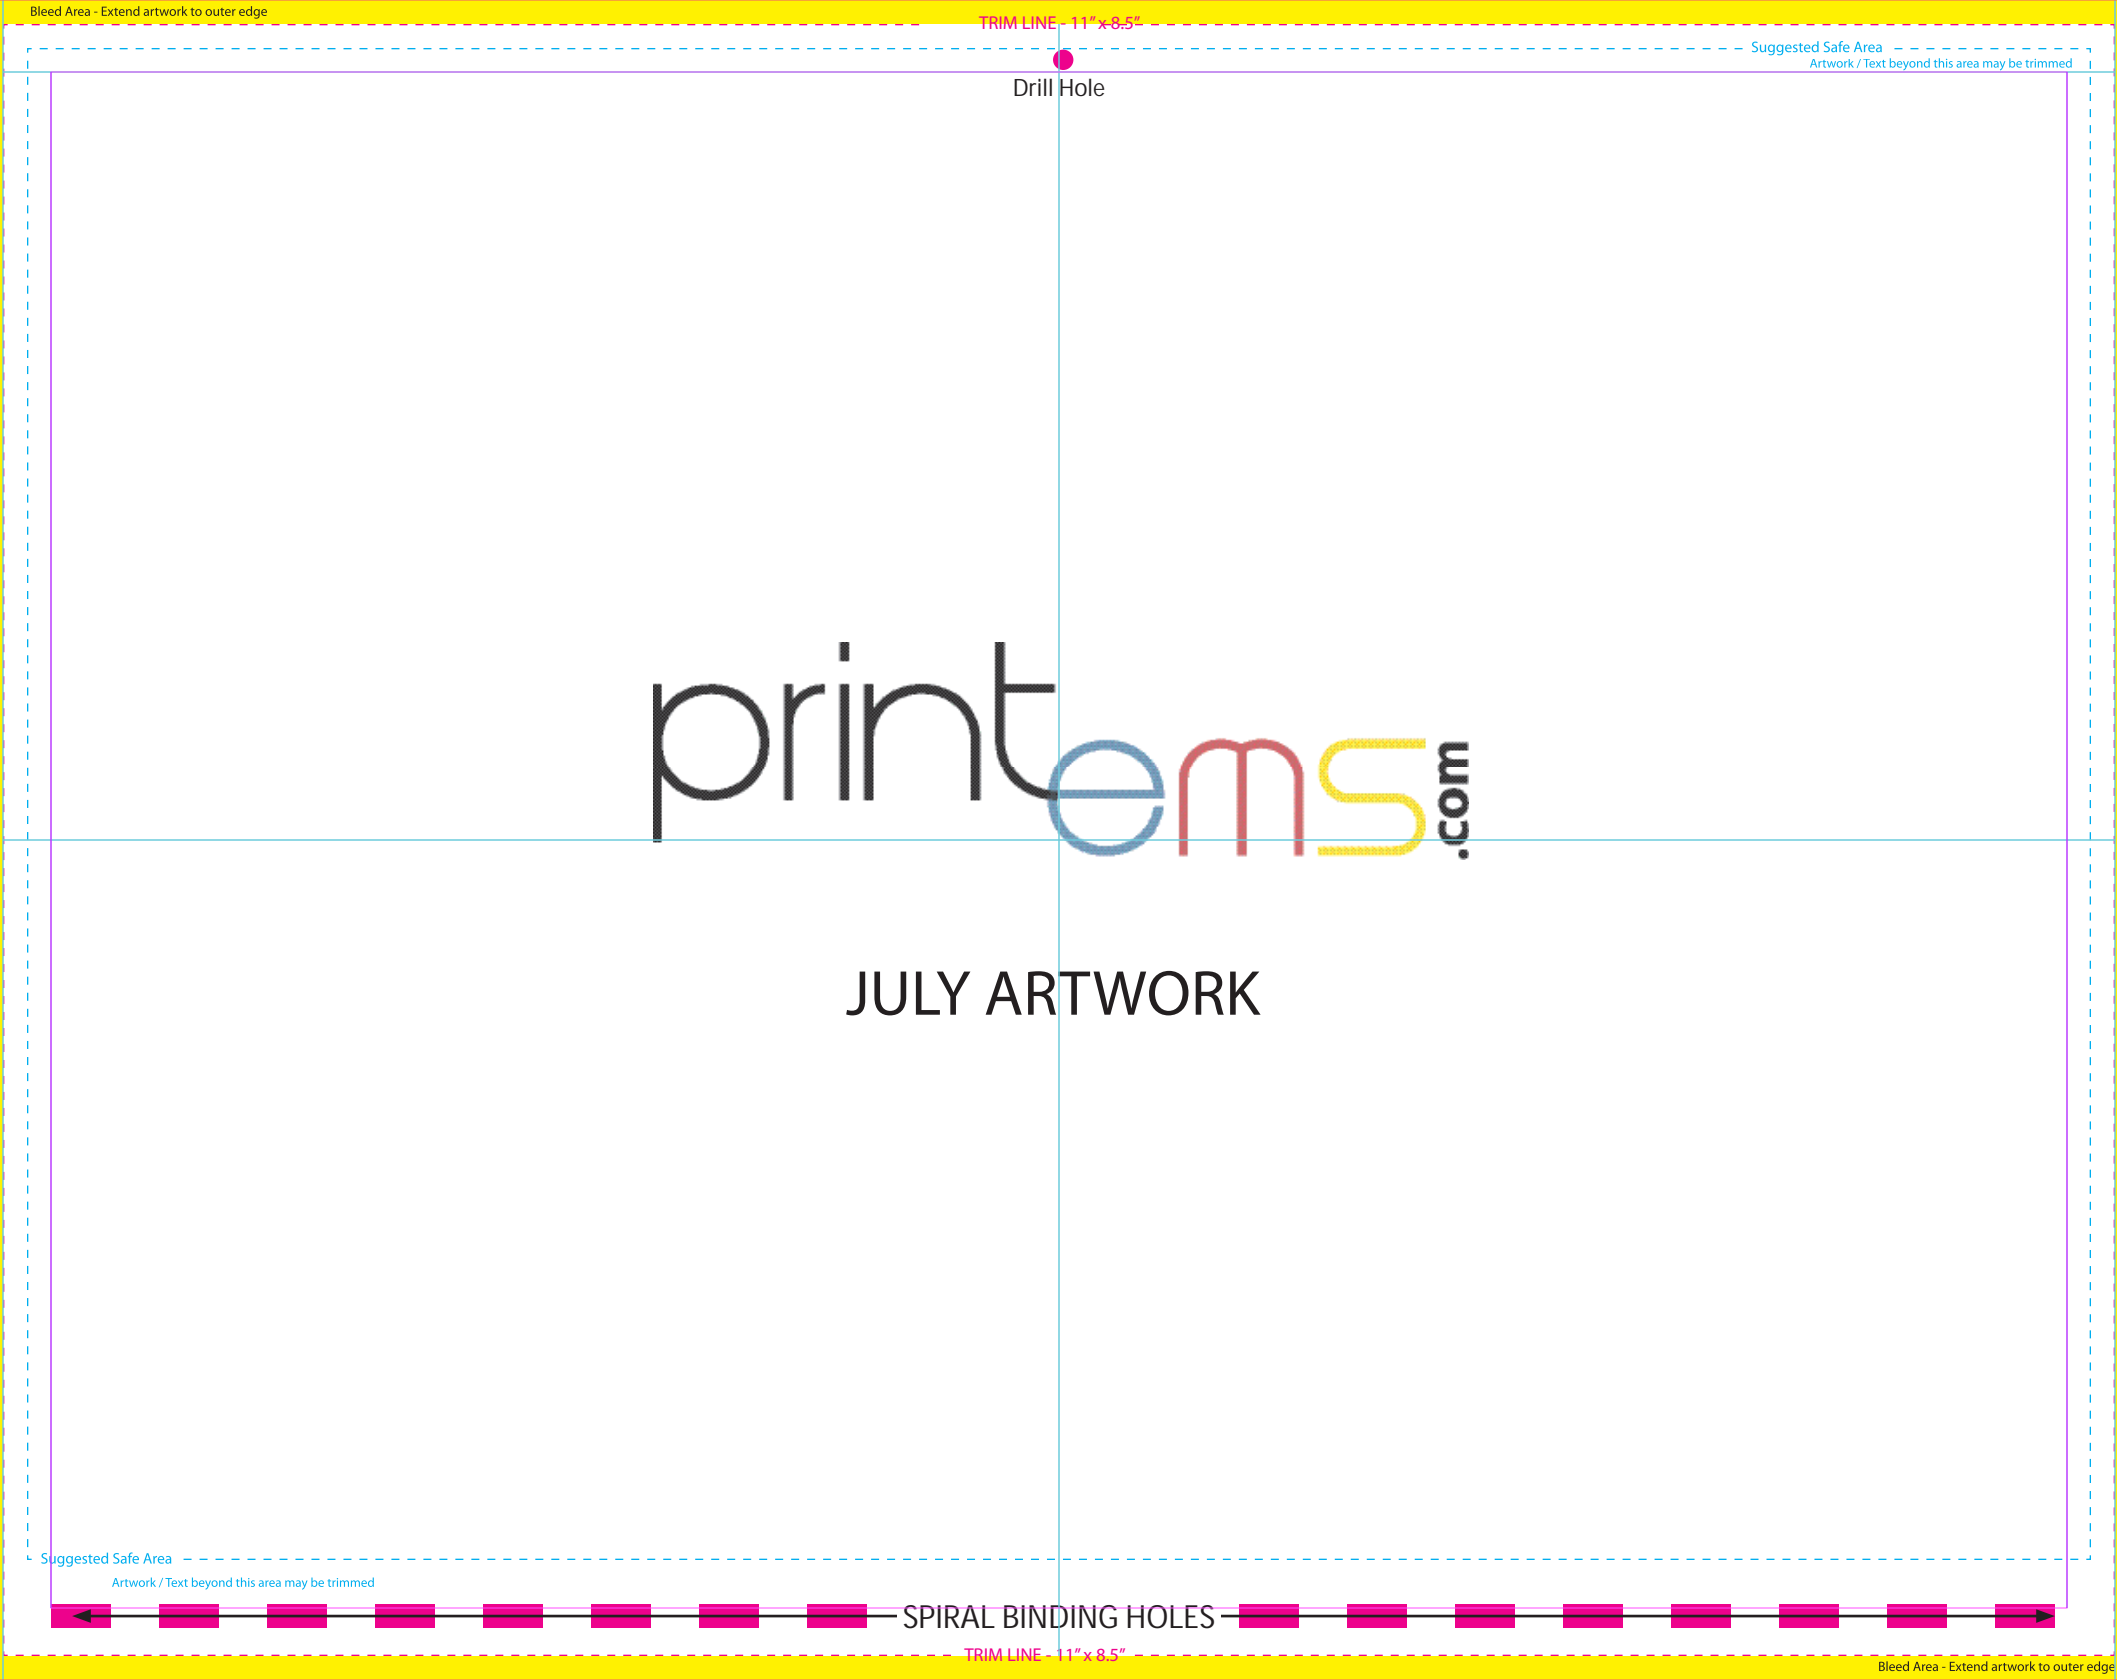 Bleed Area - Extend artwork to outer edge
TRIM LINE - 11” x 8.5”
Suggested Safe Area
Artwork / Text beyond this area may be trimmed
Drill Hole
printems.com
JULY ARTWORK
Suggested Safe Area
Artwork / Text beyond this area may be trimmed
SPIRAL BINDING HOLES
TRIM LINE - 11” x 8.5”
Bleed Area - Extend artwork to outer edge